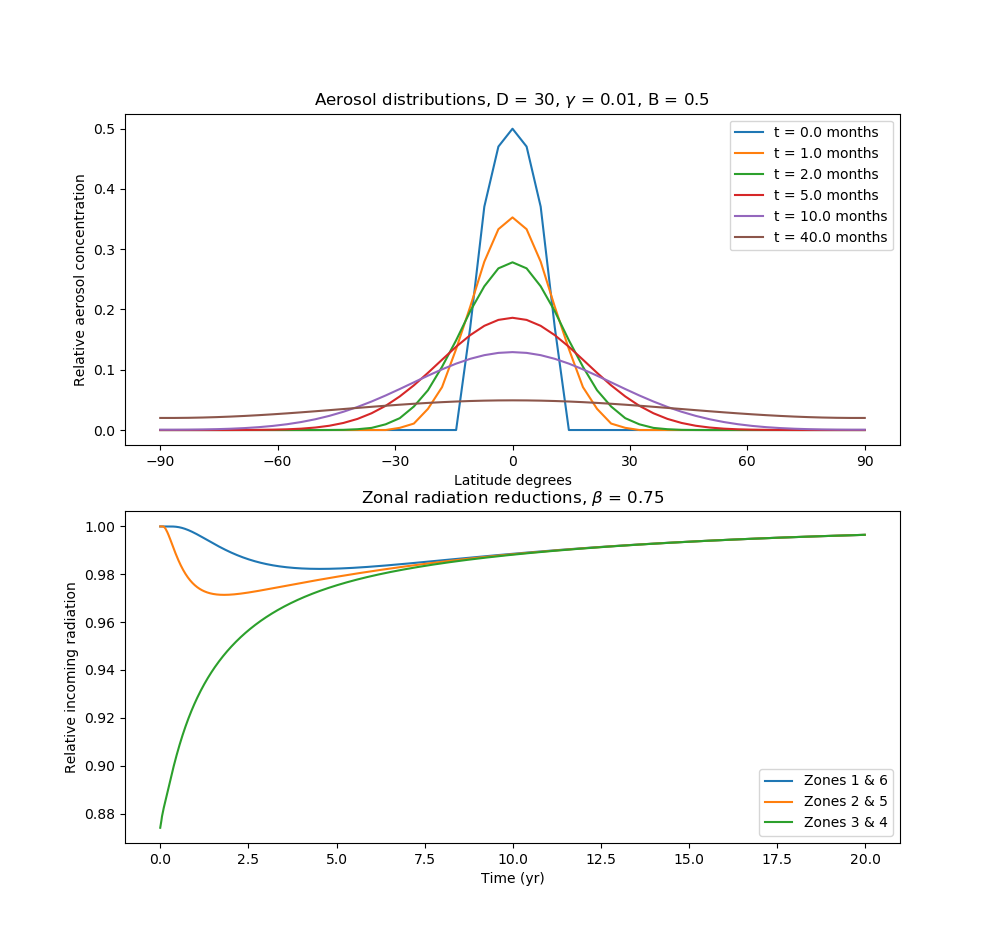 Aerosol distributions, D = 30, γ = 0.01, B = 0.5
Relative aerosol concentration
0.5
0.4
0.3
0.2
0.1
0.0
t = 0.0 months
t = 1.0 months
t = 2.0 months
t = 5.0 months
t = 10.0 months
t = 40.0 months
−90 −60 −30 0 30 60 90
Latitude degrees
Zonal radiation reductions, β = 0.75
Relative incoming radiation
1.00
0.98
0.96
0.94
0.92
0.90
0.88
Zones 1 & 6
Zones 2 & 5
Zones 3 & 4
0.0 2.5 5.0 7.5 10.0 12.5 15.0 17.5 20.0
Time (yr)